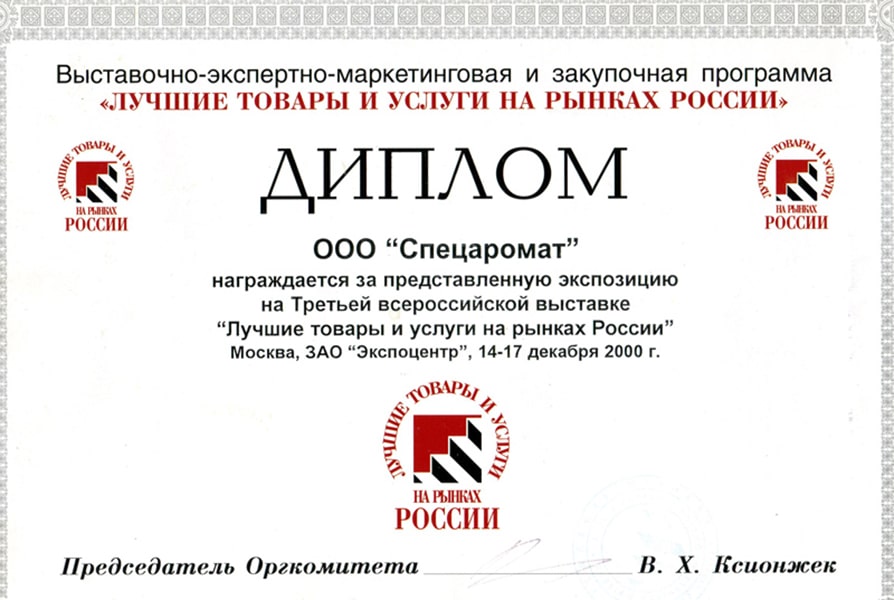 Выставочно-экспертно-маркетинговая и закупочная программа
«ЛУЧШИЕ ТОВАРЫ И УСЛУГИ НА РЫНКАХ РОССИИ»
ДИПЛОМ
ЛУЧШИЕ ТОВАРЫ И УСЛУГИ
НА РЫНКАХ
РОССИИ
ЛУЧШИЕ ТОВАРЫ И УСЛУГИ
НА РЫНКАХ
РОССИИ
ООО “Спецаромат”
награждается за представленную экспозицию
на Третьей всероссийской выставке
“Лучшие товары и услуги на рынках России”
Москва, ЗАО “Экспоцентр”, 14-17 декабря 2000 г.
ЛУЧШИЕ ТОВАРЫ И УСЛУГИ
НА РЫНКАХ
РОССИИ
Председатель Оргкомитета В. Х. Ксионжек